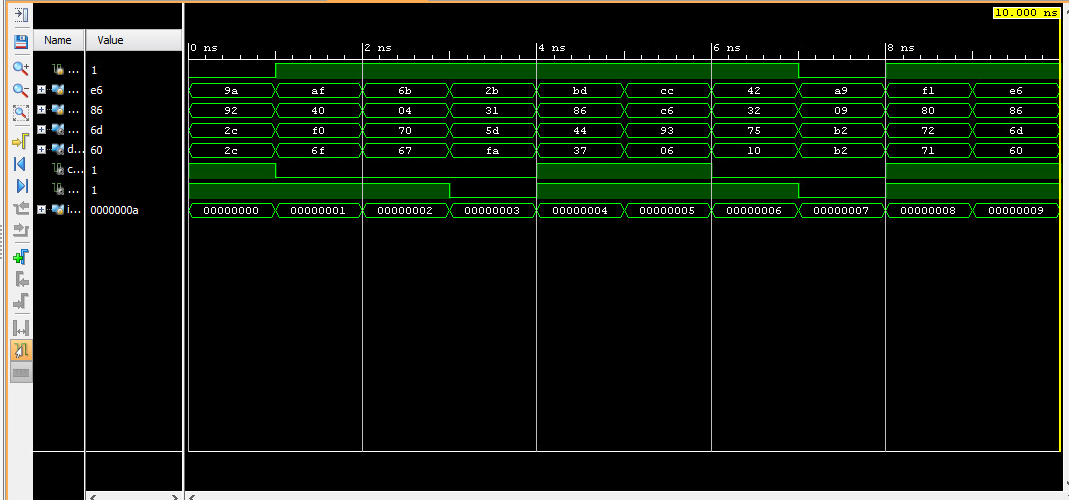 10.000 ns
Name Value
0 ns 2 ns 4 ns 6 ns 8 ns
... 1
... e6 9a af 6b 2b bd cc 42 a9 f1 e6
... 86 92 40 04 31 86 c6 32 09 80 86
... 6d 2c f0 70 5d 44 93 75 b2 72 6d
d... 60 2c 6f 67 fa 37 06 10 b2 71 60
c... 1
... 1
i... 0000000a 00000000 00000001 00000002 00000003 00000004 00000005 00000006 00000007 00000008 00000009